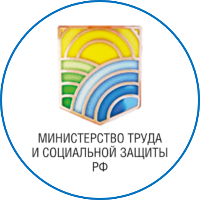 МИНИСТЕРСТВО ТРУДА
И СОЦИАЛЬНОЙ ЗАЩИТЫ
РФ